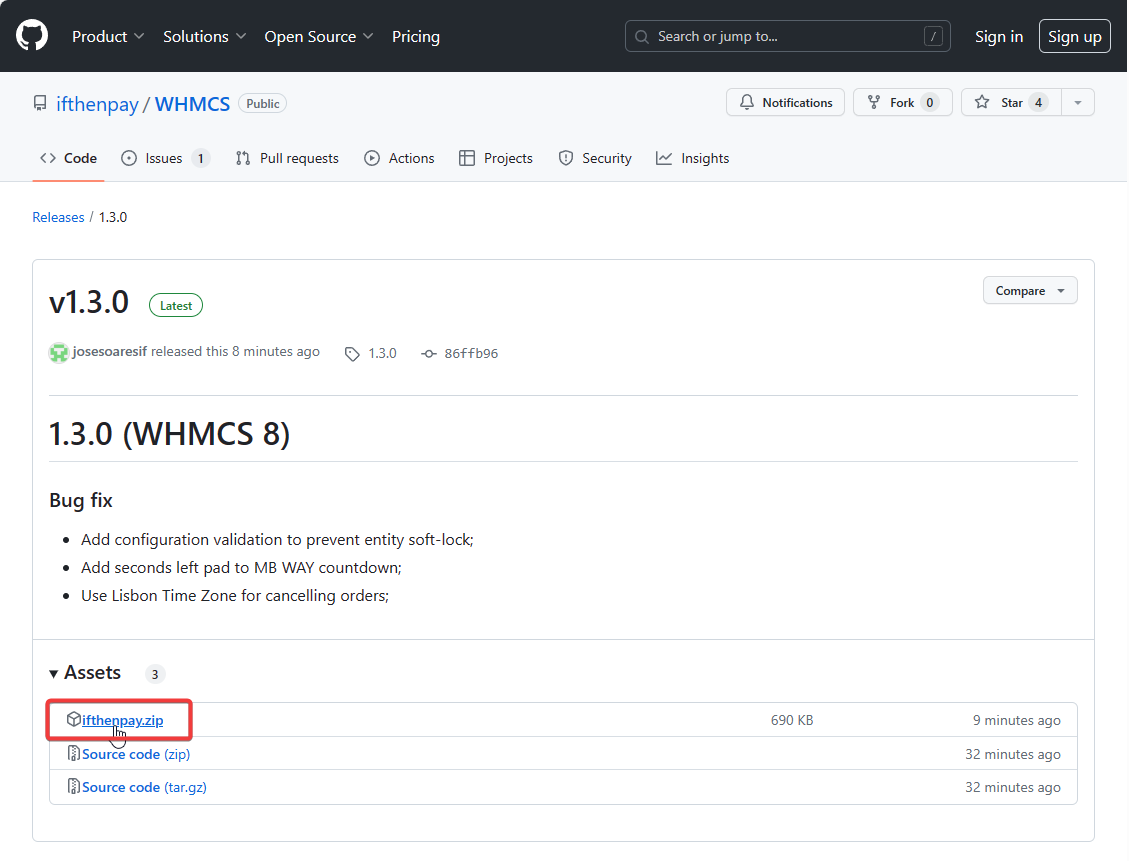 Product Solutions Open Source Pricing Search or jump to... / Sign in Sign up
ifthenpay / WHMCS Public Notifications Fork 0 Star 4
Code Issues 1 Pull requests Actions Projects Security Insights
Releases / 1.3.0
v1.3.0 Latest Compare
josesoaresif released this 8 minutes ago 1.3.0 86ffb96
1.3.0 (WHMCS 8)
Bug fix
• Add configuration validation to prevent entity soft-lock;
• Add seconds left pad to MB WAY countdown;
• Use Lisbon Time Zone for cancelling orders;
Assets 3
ifthenpay.zip 690 KB 9 minutes ago
Source code (zip) 32 minutes ago
Source code (tar.gz) 32 minutes ago